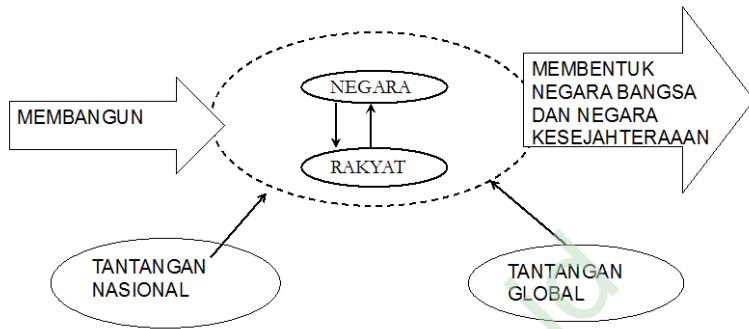 MEMBANGUN
NEGARA
RAKYAT
MEMBENTUK
NEGARA BANGSA
DAN NEGARA
KESEJAHTERAAAN
TANTANGAN
NASIONAL
TANTANGAN
GLOBAL